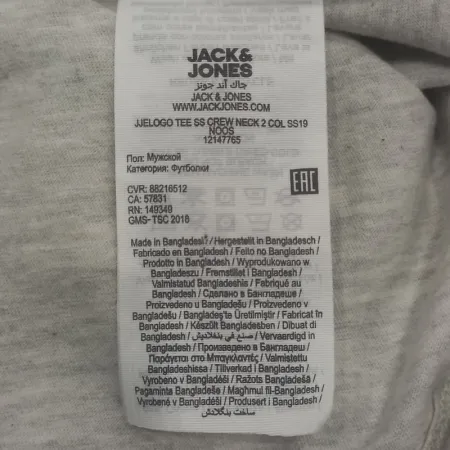 JACK&
JONES
جاك آند جونز
JACK & JONES
WWW.JACKJONES.COM
JJELOGO TEE SS CREW NECK 2 COL SS19
NOOS
12147765
Пол: Мужской
Категория: Футболки
CVR: 88216512
CA: 57831
RN: 149349
GMS-TSC 2018
EAC
Made in Bangladesh / Hergestellt in Bangladesch /
Fabricado en Bangladesh / Feito no Bangladesh /
Prodotto in Bangladesh / Wyprodukowano w
Bangladeszu / Fremstillet i Bangladesh /
Valmistatud Bangladeshis / Fabriqué au
Bangladesh / Сделано в Бангладеше /
Proizvedeno u Bangladešu / Proizvedeno v
Bangladešu / Bangladeş'te Üretilmiştir / Fabricat în
Bangladesh / Készült Bangladesben / Dibuat di
Bangladesh / صنع في بنغلاديش / Vervaardigd in
Bangladesh / Произведено в Бангладеш /
Παράγεται στο Μπαγκλαντές / Valmistettu
Bangladeshissa / Tillverkad i Bangladesh /
Vyrobeno v Bangladéši / Ražots Bangladešā /
Pagaminta Bangladeše / Maghmul fil-Bangladesh /
Vyrobené v Bangladéši / Produsert i Bangladesh /
ساخت بنگلادش